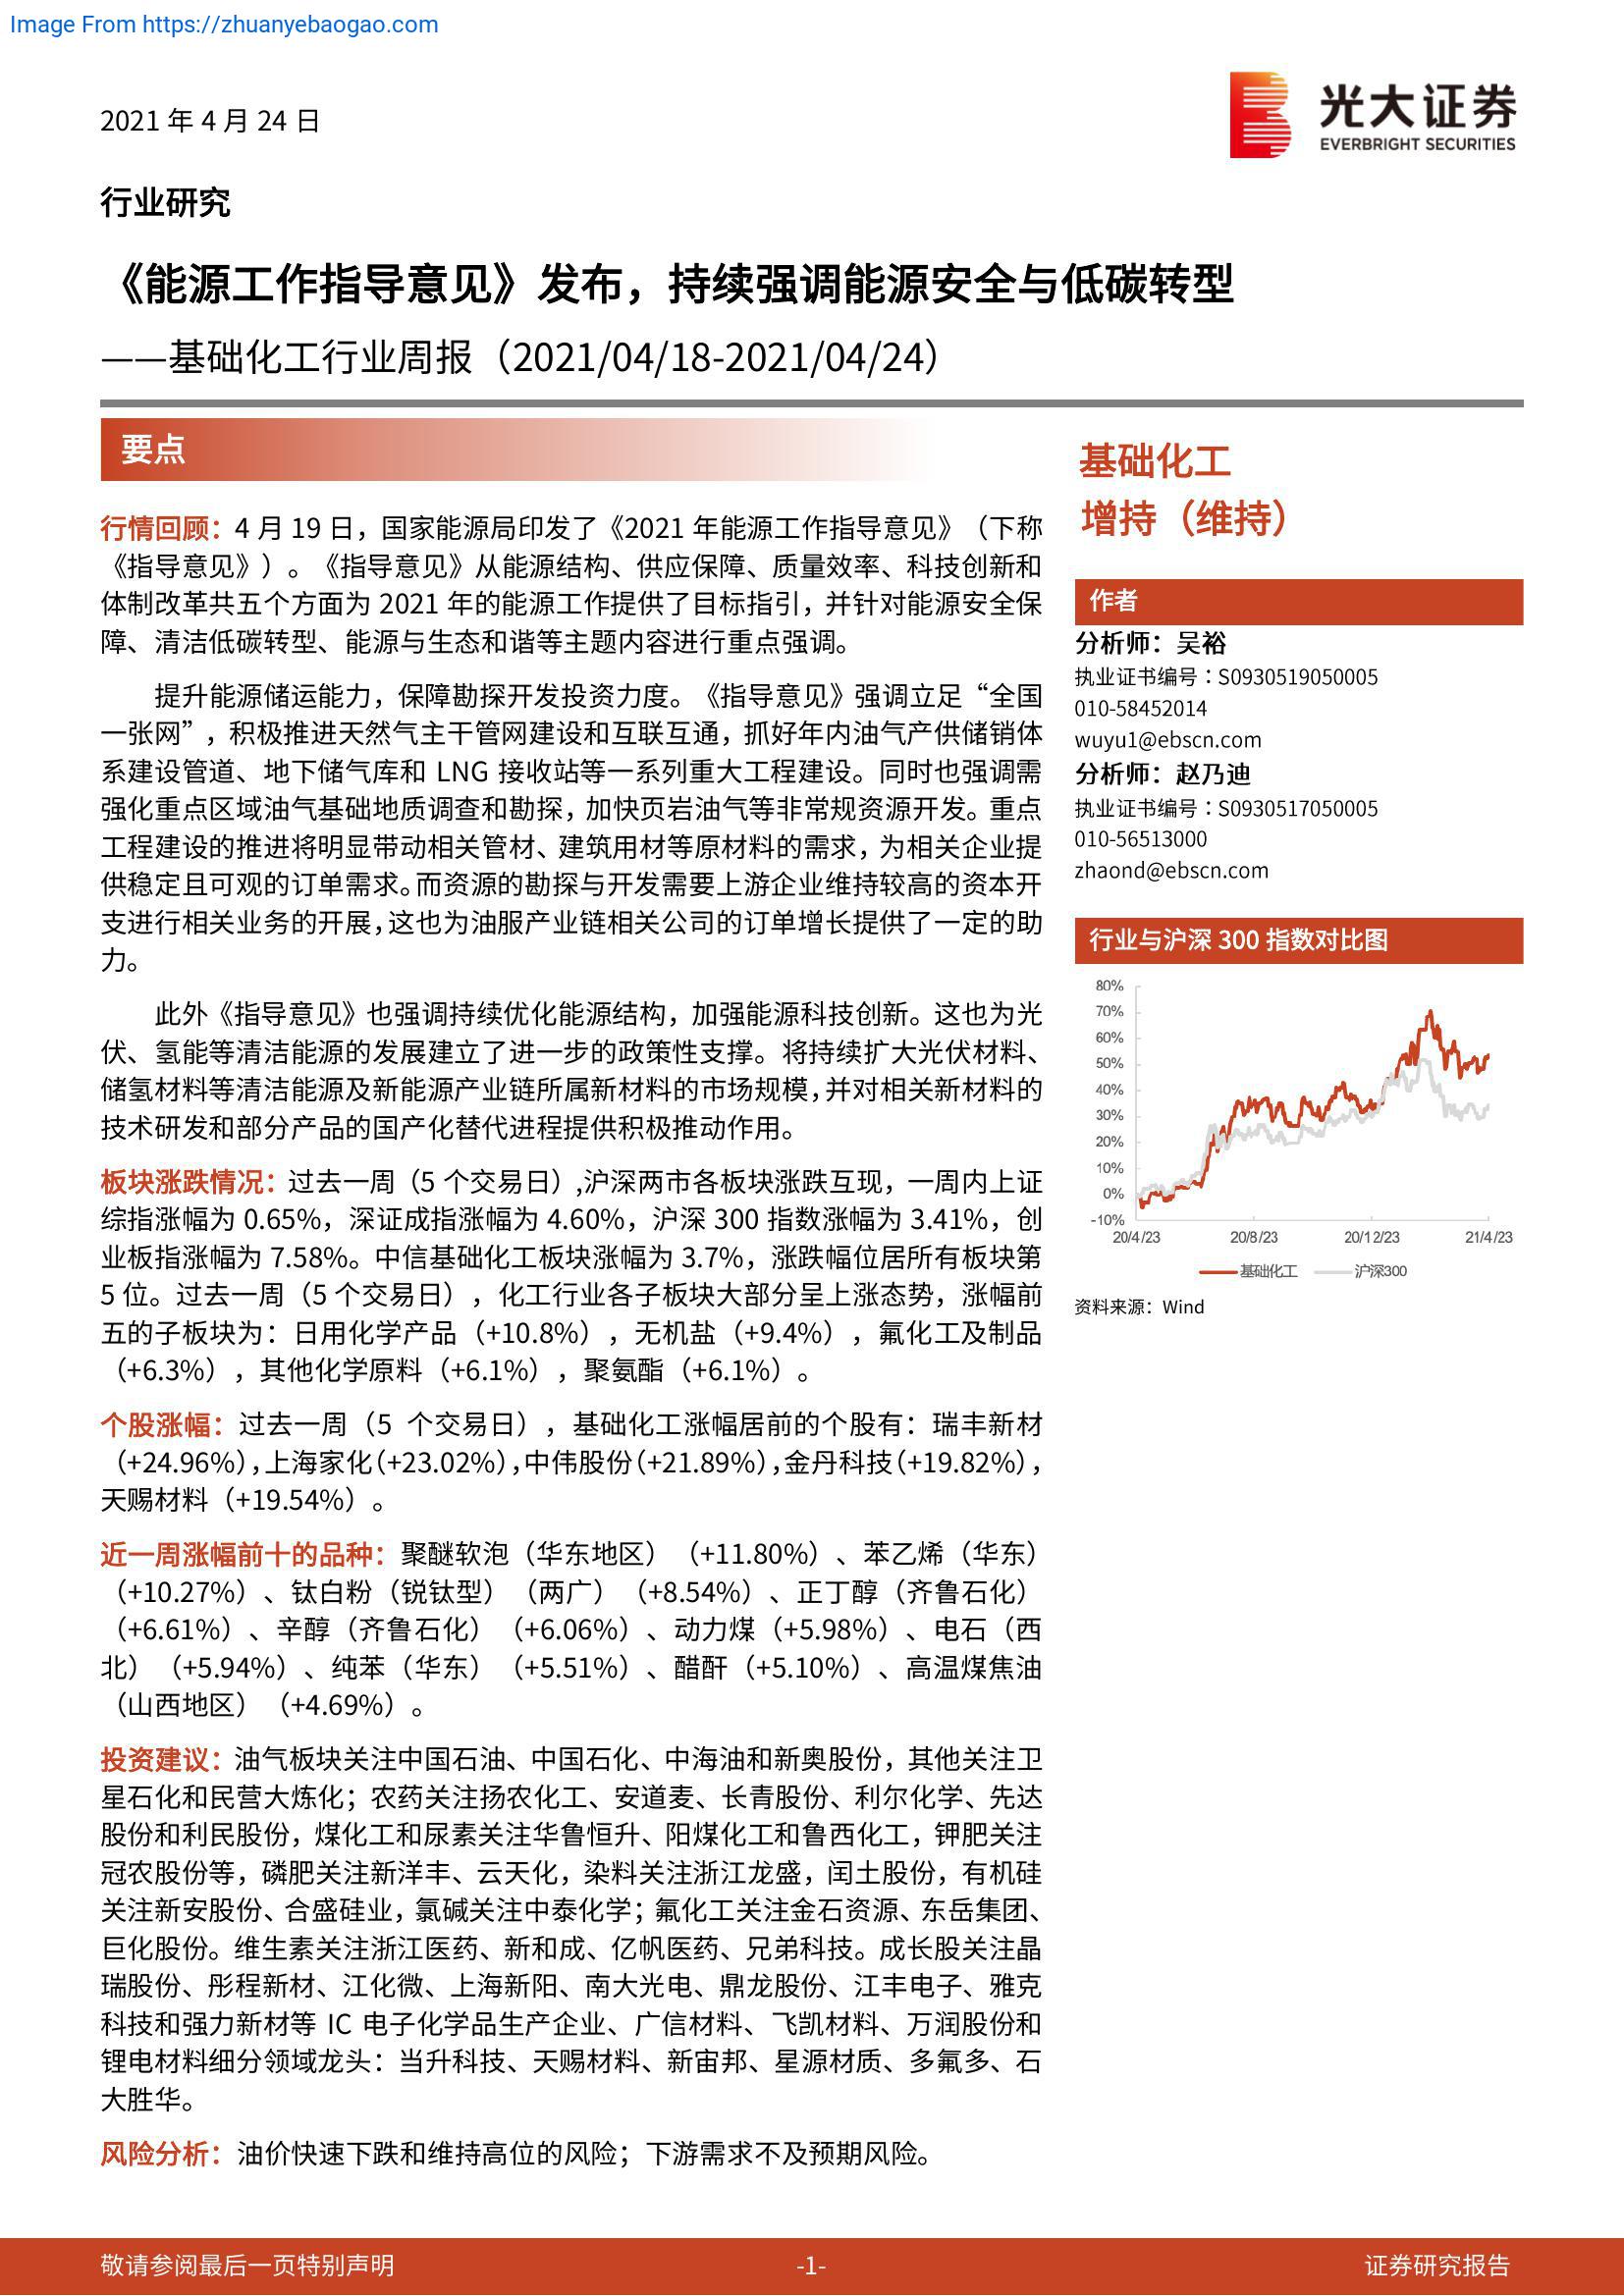 Image From https://zhuanyebaogao.com
2021 年 4 月 24 日
光大证券
EVERBRIGHT SECURITIES
行业研究
《能源工作指导意见》发布，持续强调能源安全与低碳转型
——基础化工行业周报（2021/04/18-2021/04/24）
要点
行情回顾：4 月 19 日，国家能源局印发了《2021 年能源工作指导意见》（下称
《指导意见》）。《指导意见》从能源结构、供应保障、质量效率、科技创新和
体制改革共五个方面为 2021 年的能源工作提供了目标指引，并针对能源安全保
障、清洁低碳转型、能源与生态和谐等主题内容进行重点强调。
提升能源储运能力，保障勘探开发投资力度。《指导意见》强调立足“全国
一张网”，积极推进天然气主干管网建设和互联互通，抓好年内油气产供储销体
系建设管道、地下储气库和 LNG 接收站等一系列重大工程建设。同时也强调需
强化重点区域油气基础地质调查和勘探，加快页岩油气等非常规资源开发。重点
工程建设的推进将明显带动相关管材、建筑用材等原材料的需求，为相关企业提
供稳定且可观的订单需求。而资源的勘探与开发需要上游企业维持较高的资本开
支进行相关业务的开展，这也为油服产业链相关公司的订单增长提供了一定的助
力。
此外《指导意见》也强调持续优化能源结构，加强能源科技创新。这也为光
伏、氢能等清洁能源的发展建立了进一步的政策性支撑。将持续扩大光伏材料、
储氢材料等清洁能源及新能源产业链所属新材料的市场规模，并对相关新材料的
技术研发和部分产品的国产化替代进程提供积极推动作用。
板块涨跌情况：过去一周（5 个交易日）,沪深两市各板块涨跌互现，一周内上证
综指涨幅为 0.65%，深证成指涨幅为 4.60%，沪深 300 指数涨幅为 3.41%，创
业板指涨幅为 7.58%。中信基础化工板块涨幅为 3.7%，涨跌幅位居所有板块第
5 位。过去一周（5 个交易日），化工行业各子板块大部分呈上涨态势，涨幅前
五的子板块为：日用化学产品（+10.8%），无机盐（+9.4%），氟化工及制品
（+6.3%），其他化学原料（+6.1%），聚氨酯（+6.1%）。
个股涨幅：过去一周（5 个交易日），基础化工涨幅居前的个股有：瑞丰新材
（+24.96%），上海家化（+23.02%），中伟股份（+21.89%），金丹科技（+19.82%），
天赐材料（+19.54%）。
近一周涨幅前十的品种：聚醚软泡（华东地区）（+11.80%）、苯乙烯（华东）
（+10.27%）、钛白粉（锐钛型）（两广）（+8.54%）、正丁醇（齐鲁石化）
（+6.61%）、辛醇（齐鲁石化）（+6.06%）、动力煤（+5.98%）、电石（西
北）（+5.94%）、纯苯（华东）（+5.51%）、醋酐（+5.10%）、高温煤焦油
（山西地区）（+4.69%）。
投资建议：油气板块关注中国石油、中国石化、中海油和新奥股份，其他关注卫
星石化和民营大炼化；农药关注扬农化工、安道麦、长青股份、利尔化学、先达
股份和利民股份，煤化工和尿素关注华鲁恒升、阳煤化工和鲁西化工，钾肥关注
冠农股份等，磷肥关注新洋丰、云天化，染料关注浙江龙盛，闰土股份，有机硅
关注新安股份、合盛硅业，氯碱关注中泰化学；氟化工关注金石资源、东岳集团、
巨化股份。维生素关注浙江医药、新和成、亿帆医药、兄弟科技。成长股关注晶
瑞股份、彤程新材、江化微、上海新阳、南大光电、鼎龙股份、江丰电子、雅克
科技和强力新材等 IC 电子化学品生产企业、广信材料、飞凯材料、万润股份和
锂电材料细分领域龙头：当升科技、天赐材料、新宙邦、星源材质、多氟多、石
大胜华。
风险分析：油价快速下跌和维持高位的风险；下游需求不及预期风险。
基础化工
增持（维持）
作者
分析师：吴裕
执业证书编号：S0930519050005
010-58452014
wuyu1@ebscn.com
分析师：赵乃迪
执业证书编号：S0930517050005
010-56513000
zhaond@ebscn.com
行业与沪深 300 指数对比图
80%
70%
60%
50%
40%
30%
20%
10%
0%
-10%
20/4/23 20/8/23 20/12/23 21/4/23
基础化工 沪深300
资料来源：Wind
敬请参阅最后一页特别声明 -1- 证券研究报告